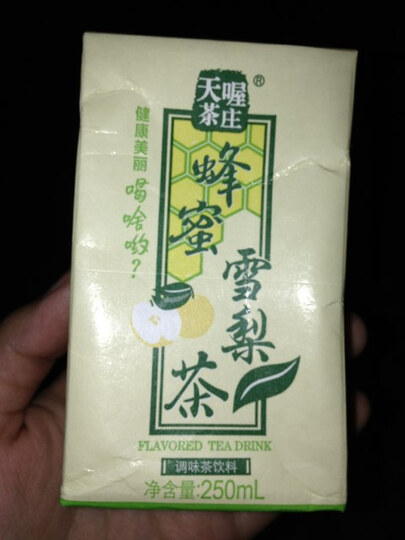 天喔®
茶庄
健康美丽
喝啥哟?
蜂蜜
雪梨
茶
FLAVORED TEA DRINK
调味茶饮料
净含量:250mL